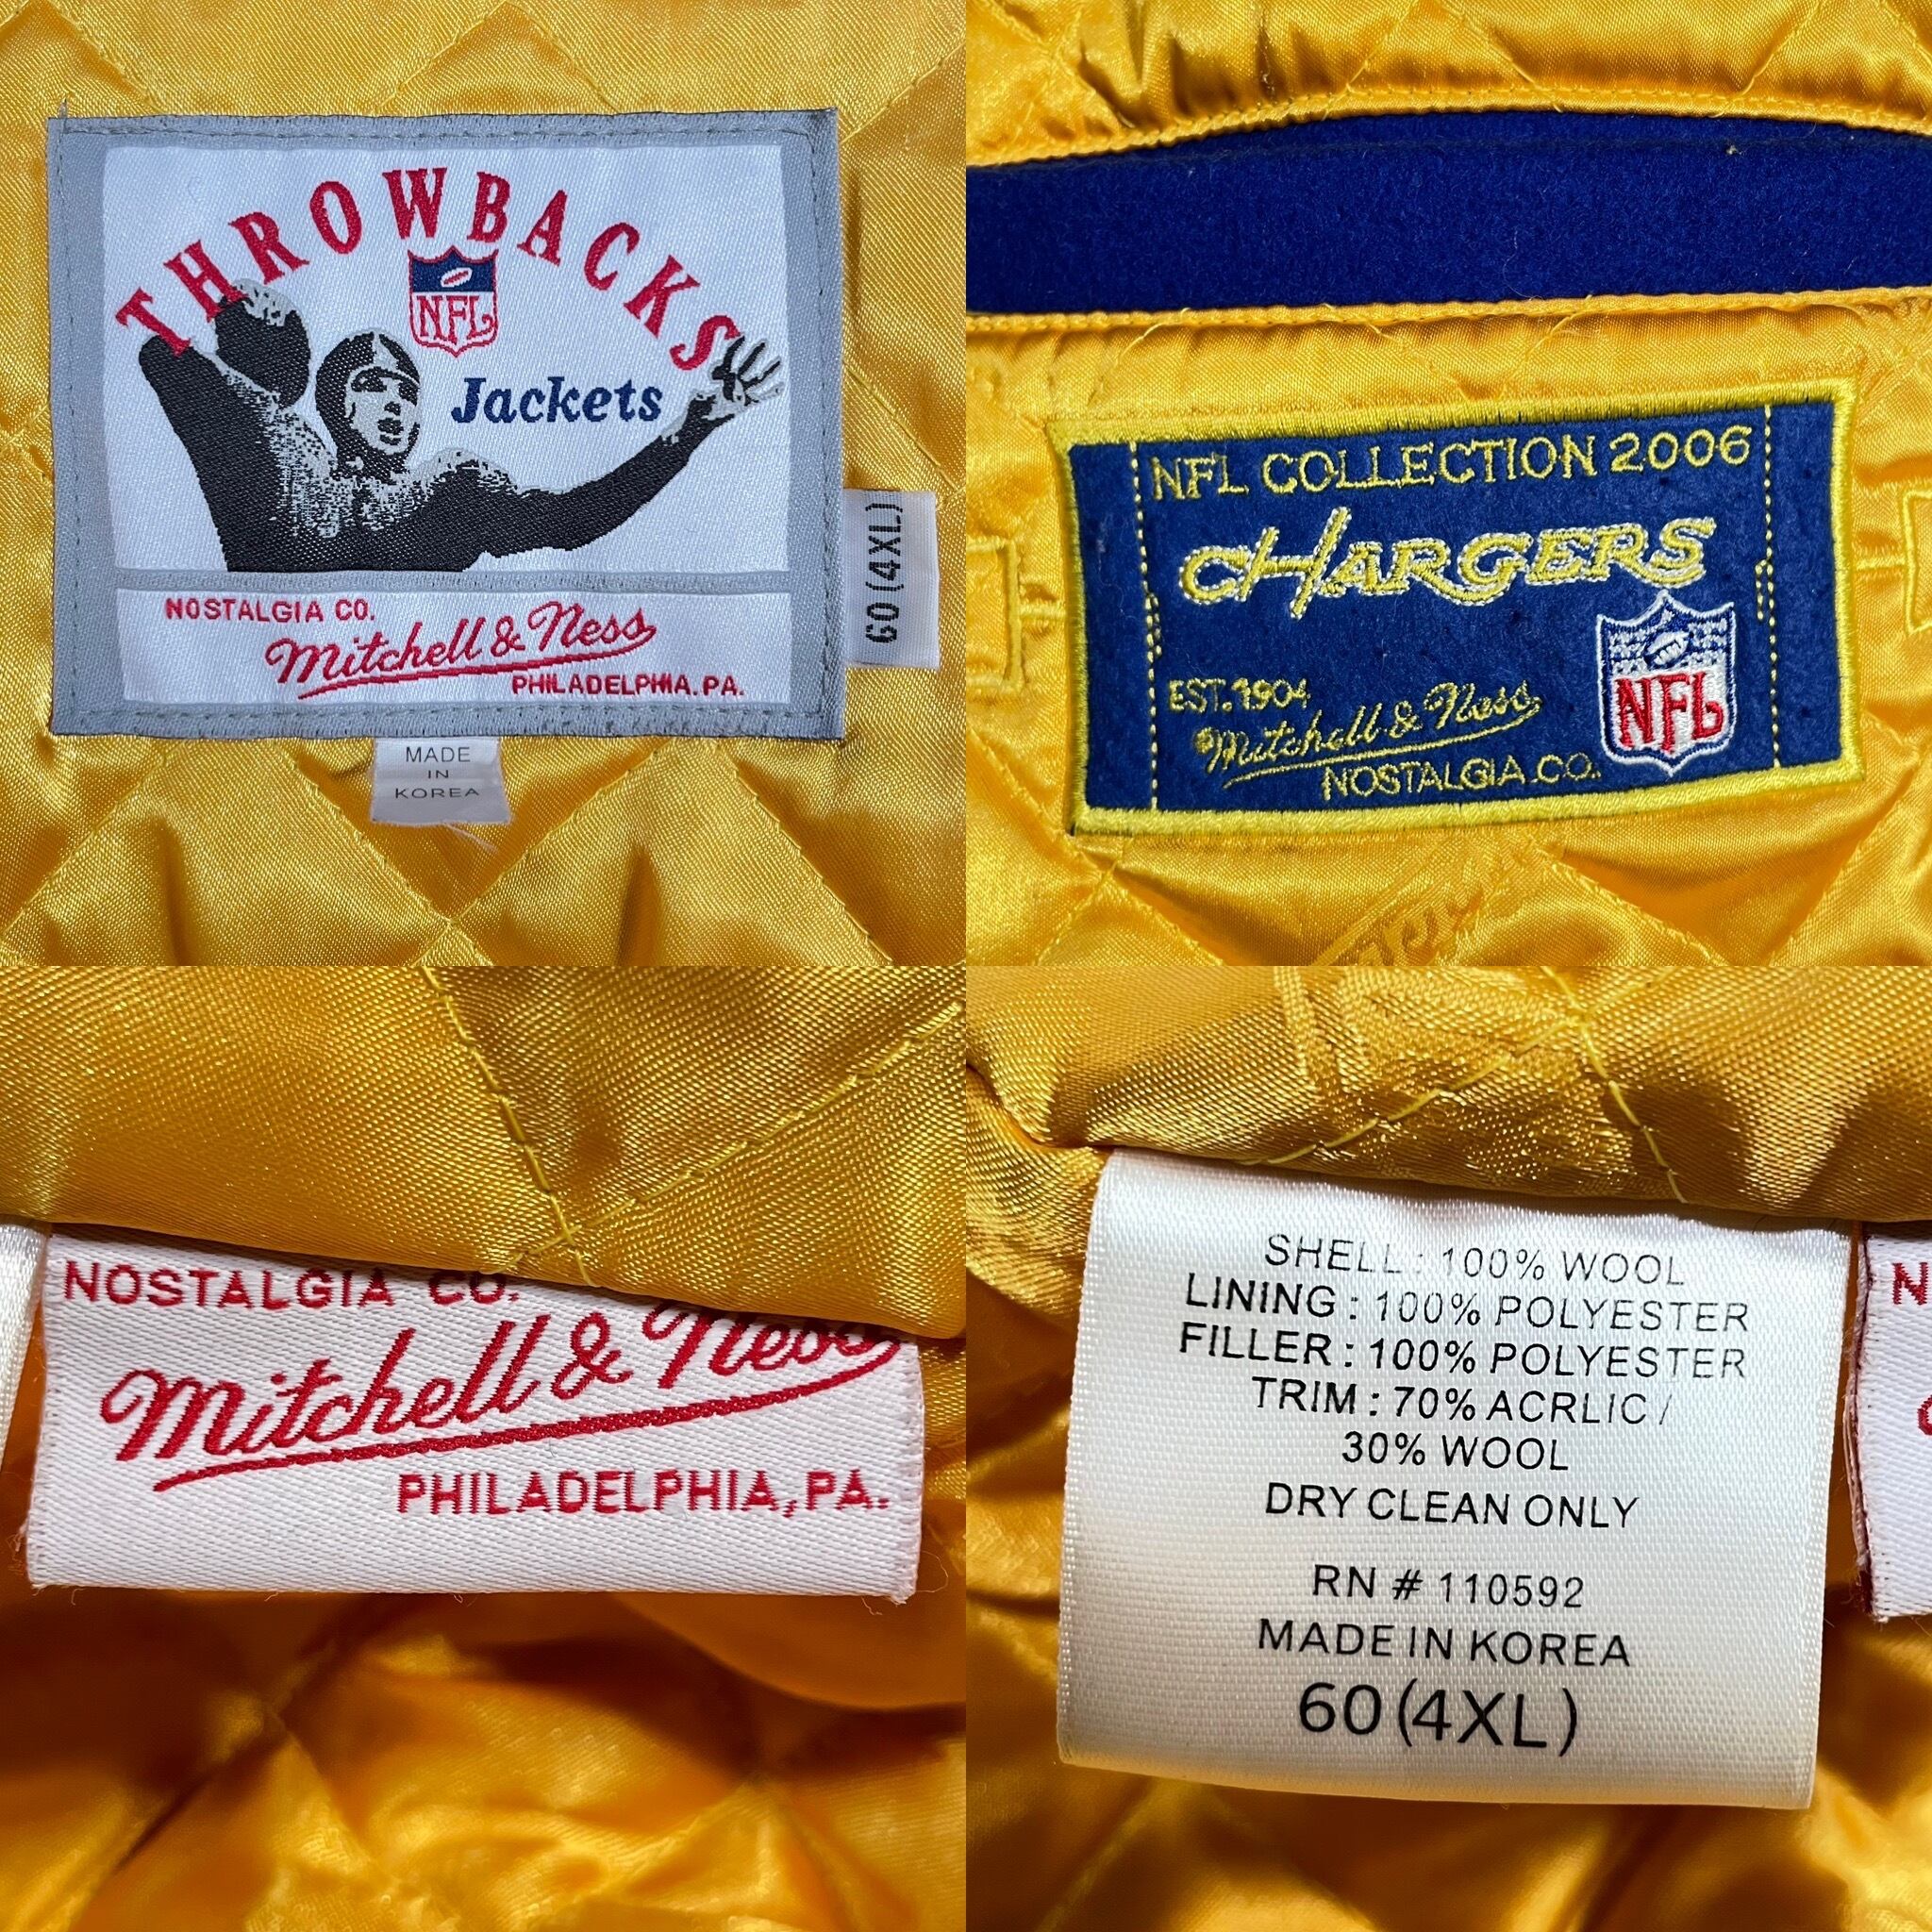 THROWBACKS
NFL
Jackets
NOSTALGIA CO.
Mitchell & Ness
PHILADELPHIA.PA.
60 (4XL)
MADE
IN
KOREA
NFL COLLECTION 2006
CHARGERS
EST.1904
Mitchell & Ness
NOSTALGIA.CO.
NFL
NOSTALGIA CO.
Mitchell & Ness
PHILADELPHIA, PA.
SHELL : 100% WOOL
LINING : 100% POLYESTER
FILLER : 100% POLYESTER
TRIM : 70% ACRLIC /
30% WOOL
DRY CLEAN ONLY
RN # 110592
MADE IN KOREA
60 (4XL)